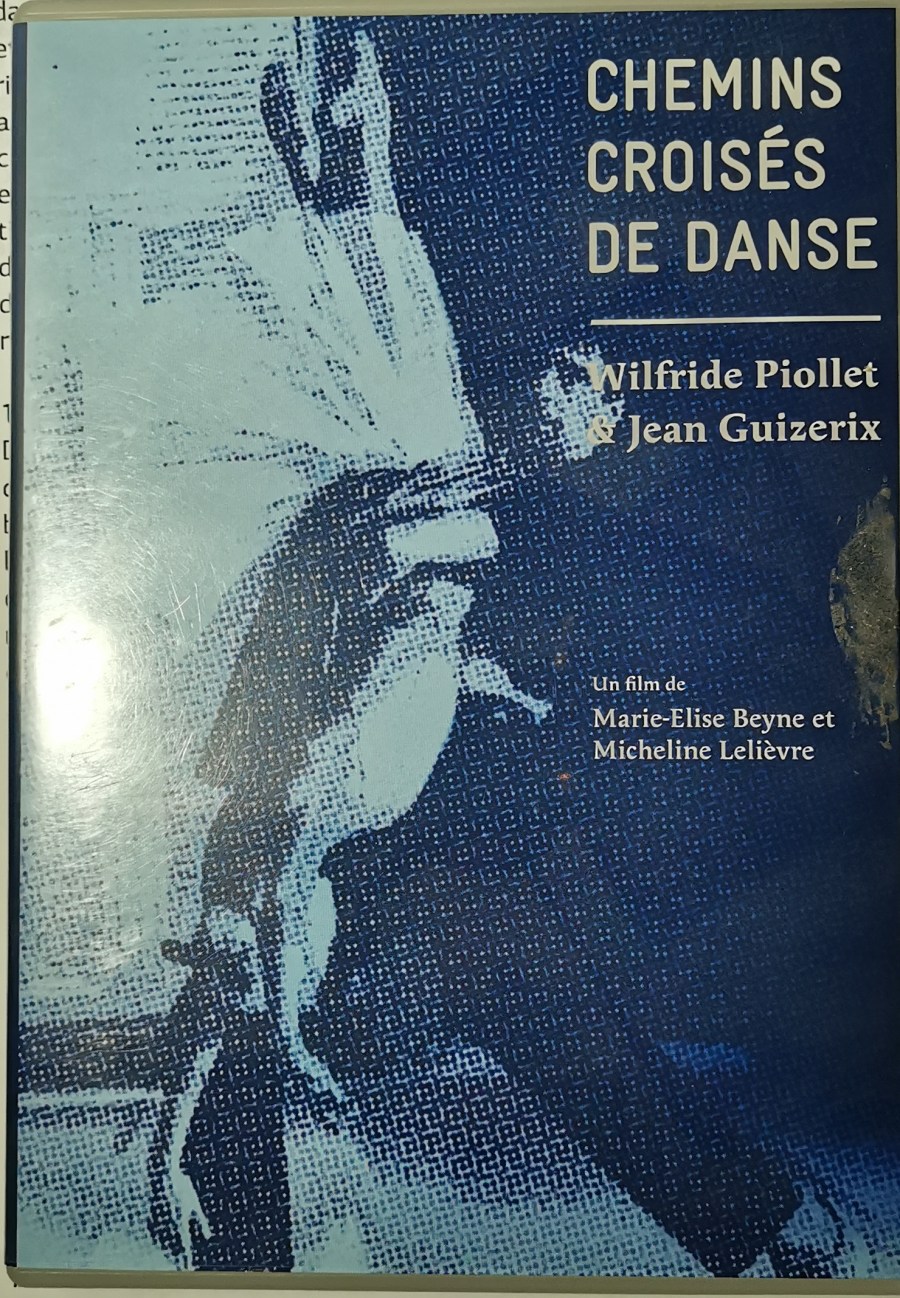 CHEMINS
CROISÉS
DE DANSE
Wilfride Piollet
& Jean Guizerix
Un film de
Marie-Elise Beyne et
Micheline Lelièvre